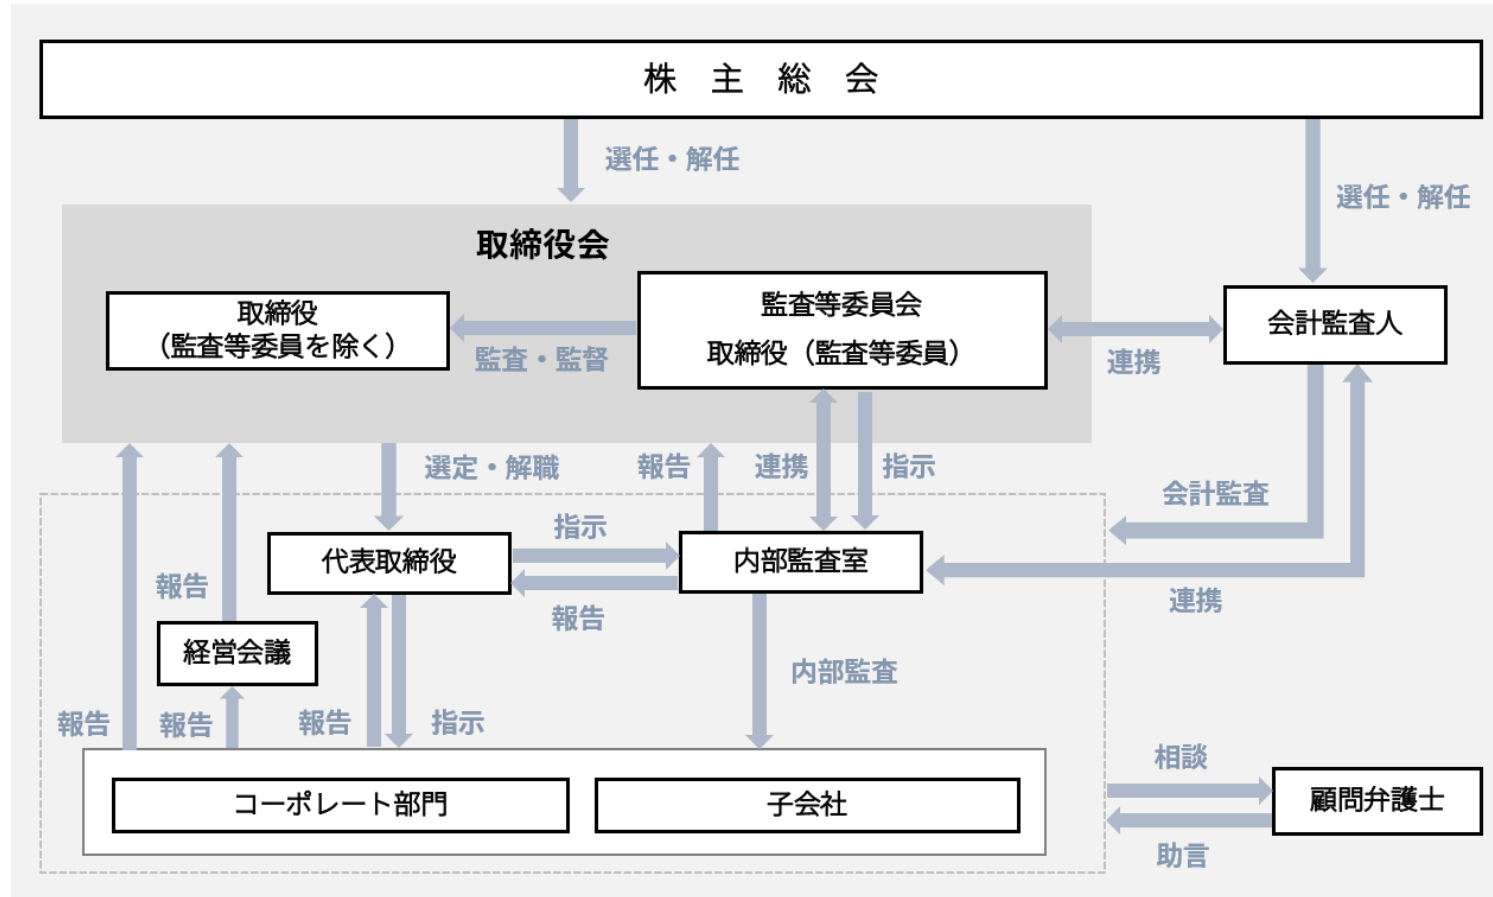 株 主 総 会
選任・解任
選任・解任
取締役会
取締役
（監査等委員を除く）
監査・監督
監査等委員会
取締役（監査等委員）
連携
会計監査人
選定・解職
報告
連携
指示
会計監査
代表取締役
指示
報告
内部監査室
連携
報告
経営会議
内部監査
報告
報告
報告
指示
コーポレート部門
子会社
相談
顧問弁護士
助言